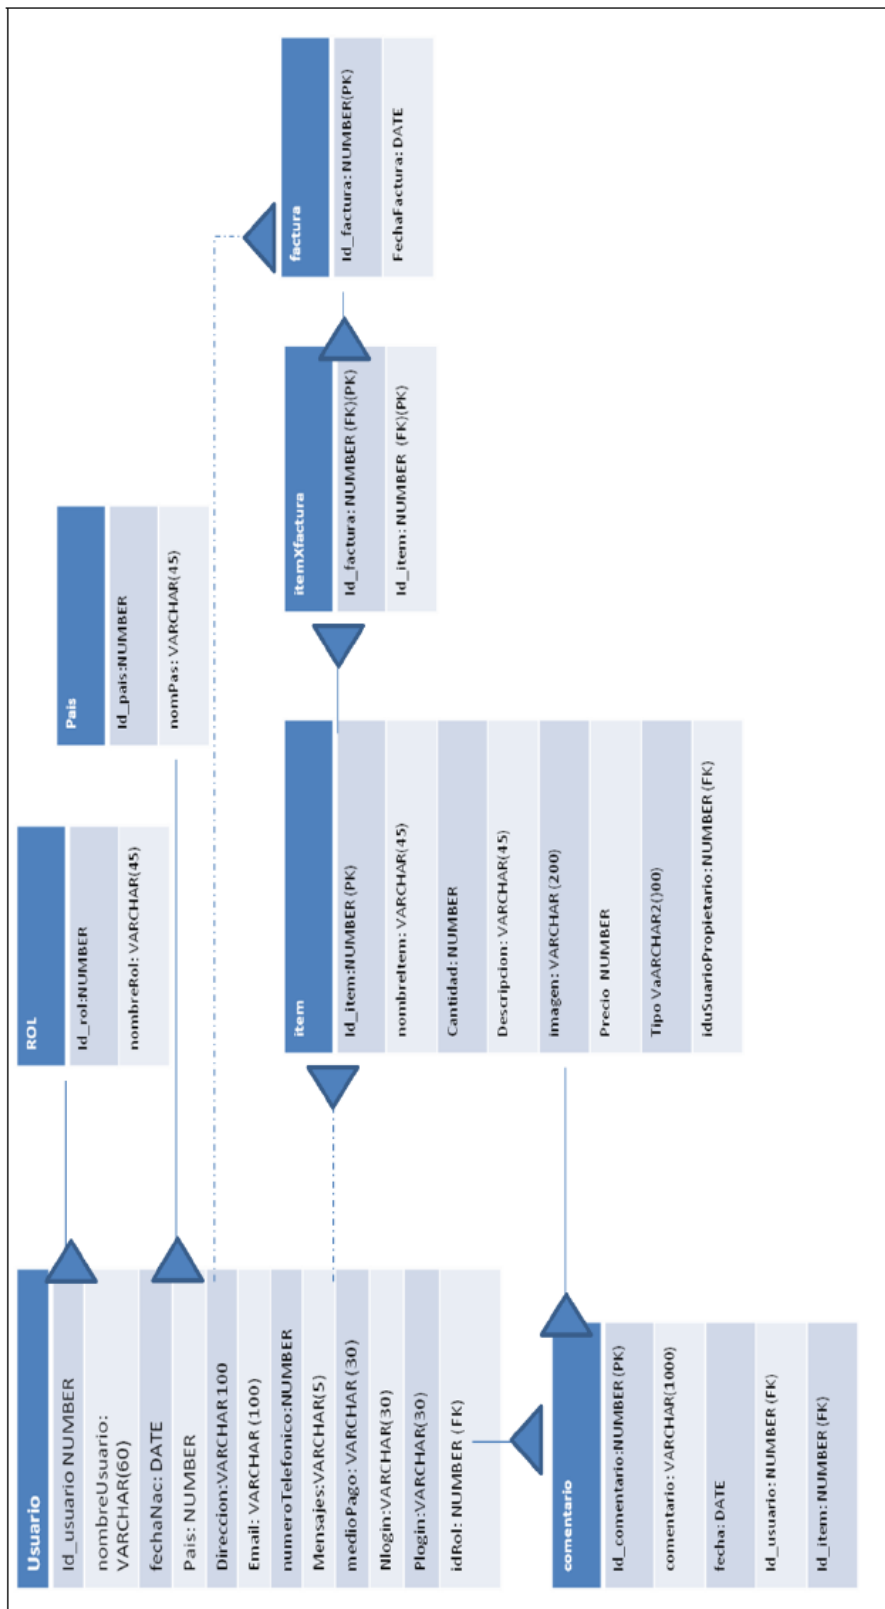 Usuario
Id_usuario NUMBER
nombreUsuario:
VARCHAR(60)
fechaNac: DATE
Pais: NUMBER
Direccion:VARCHAR100
Email: VARCHAR (100)
numeroTelefonico:NUMBER
Mensajes:VARCHAR(5)
medioPago: VARCHAR (30)
Nlogin:VARCHAR(30)
Plogin:VARCHAR(30)
idRol: NUMBER (FK)
ROL
Id_rol:NUMBER
nombreRol: VARCHAR(45)
Pais
Id_pais:NUMBER
nomPas: VARCHAR(45)
comentario
Id_comentario:NUMBER (PK)
comentario: VARCHAR(1000)
fecha: DATE
Id_usuario: NUMBER (FK)
Id_item: NUMBER (FK)
item
Id_item:NUMBER (PK)
nombreItem: VARCHAR(45)
Cantidad: NUMBER
Descripcion: VARCHAR(45)
imagen: VARCHAR (200)
Precio NUMBER
Tipo VaARCHAR2()00)
iduSuarioPropietario: NUMBER (FK)
itemXfactura
Id_factura: NUMBER (FK)(PK)
Id_item: NUMBER (FK)(PK)
factura
Id_factura: NUMBER(PK)
FechaFactura: DATE